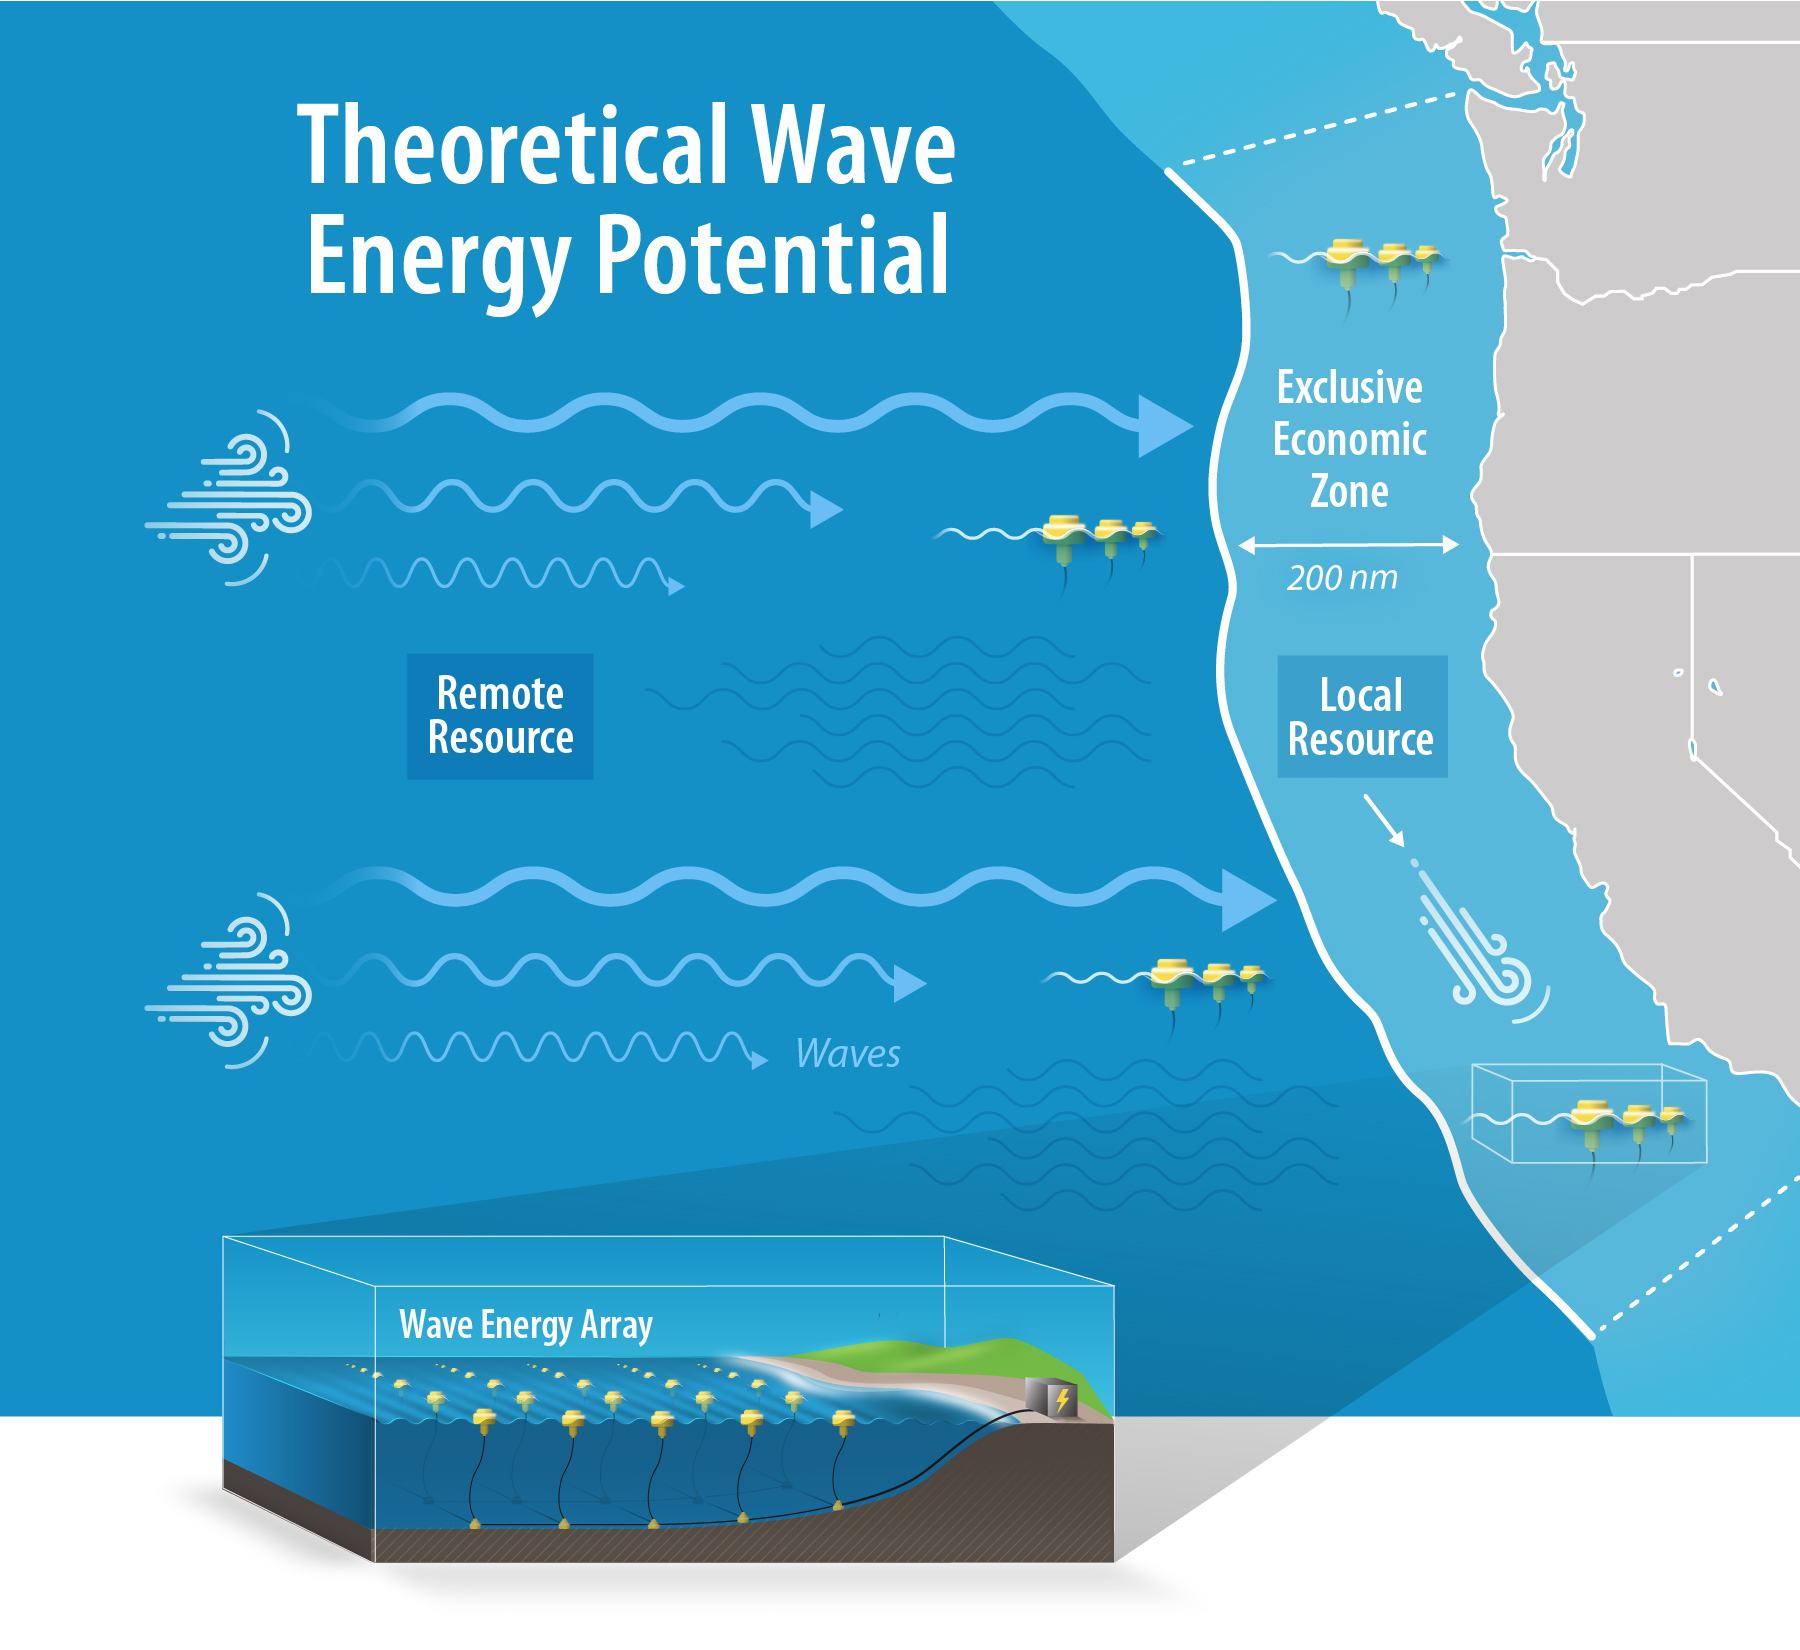 Theoretical Wave
Energy Potential
Exclusive
Economic
Zone
200 nm
Remote
Resource
Local
Resource
Waves
Wave Energy Array